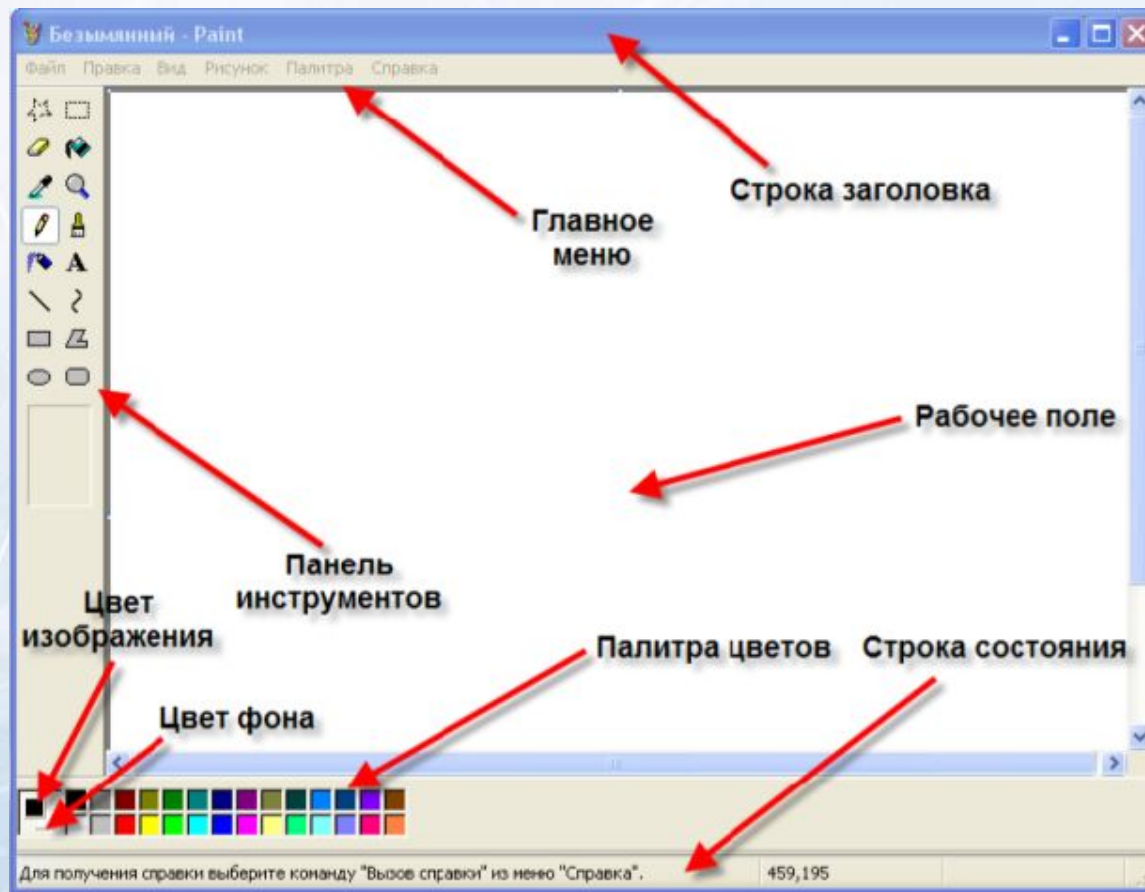 Безымянный - Paint
Файл Правка Вид Рисунок Палитра Справка
Строка заголовка
Главное
меню
A
Рабочее поле
Панель
инструментов
Цвет
изображения
Палитра цветов
Строка состояния
Цвет фона
Для получения справки выберите команду "Вызов справки" из меню "Справка".
459,195